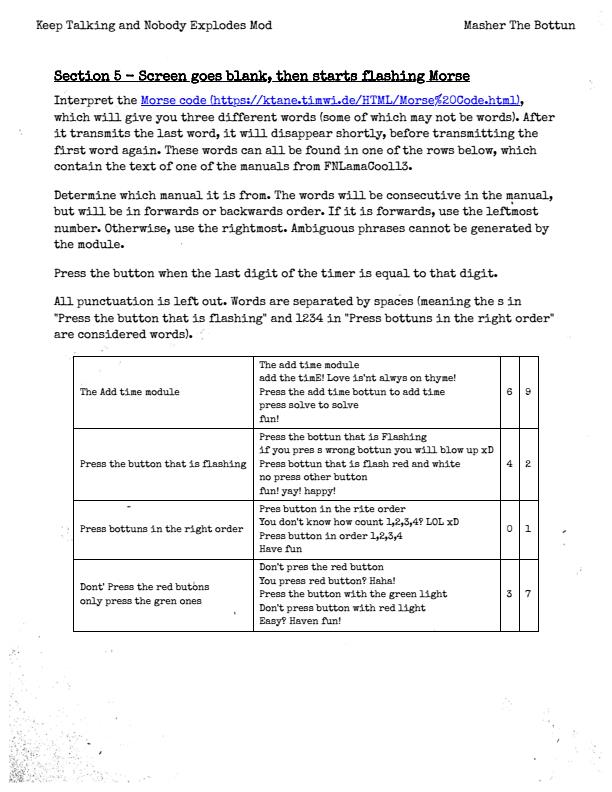 Keep Talking and Nobody Explodes Mod Masher The Bottun
Section 5 - Screen goes blank, then starts flashing Morse
Interpret the Morse code (https://ktane.timwi.de/HTML/Morse%20Code.html),
which will give you three different words (some of which may not be words). After
it transmits the last word, it will disappear shortly, before transmitting the
first word again. These words can all be found in one of the rows below, which
contain the text of one of the manuals from FNLamaCool13.
Determine which manual it is from. The words will be consecutive in the manual,
but will be in forwards or backwards order. If it is forwards, use the leftmost
number. Otherwise, use the rightmost. Ambiguous phrases cannot be generated by
the module.
Press the button when the last digit of the timer is equal to that digit.
All punctuation is left out. Words are separated by spaces (meaning the s in
"Press the button that is flashing" and 1234 in "Press bottuns in the right order"
are considered words).
The Add time module
The add time module
add the timE! Love is'nt alwys on thyme!
Press the add time bottun to add time
press solve to solve
fun!
6 9
Press the button that is flashing
Press the bottun that is Flashing
if you pres s wrong bottun you will blow up xD
Press bottun that is flash red and white
no press other button
fun! yay! happy!
4 2
Press bottuns in the right order
Pres button in the rite order
You don't know how count 1,2,3,4? LOL xD
Press button in order 1,2,3,4
Have fun
0 1
Dont' Press the red butons
only press the gren ones
Don't pres the red button
You press red button? Haha!
Press the button with the green light
Don't press button with red light
Easy? Haven fun!
3 7